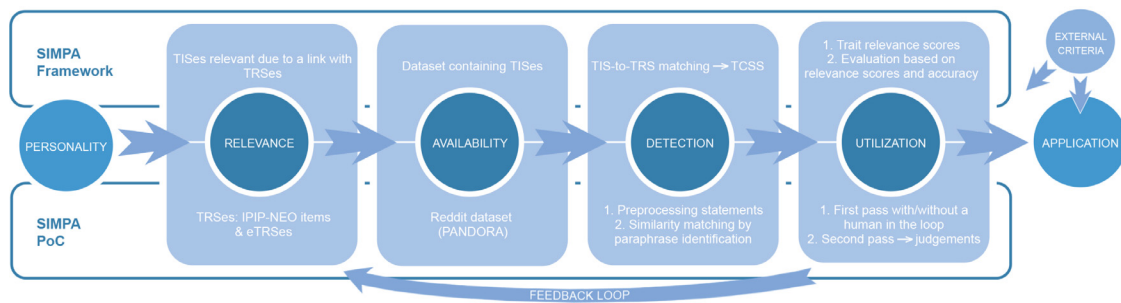 SIMPA
Framework
TISes relevant due to a link with
TRSes
Dataset containing TISes
TIS-to-TRS matching → TCSS
1. Trait relevance scores
2. Evaluation based on
relevance scores and accuracy
EXTERNAL
CRITERIA
PERSONALITY
RELEVANCE
AVAILABILITY
DETECTION
UTILIZATION
APPLICATION
SIMPA
PoC
TRSes: IPIP-NEO items
& eTRSes
Reddit dataset
(PANDORA)
1. Preprocessing statements
2. Similarity matching by
paraphrase identification
1. First pass with/without a
human in the loop
2. Second pass → judgements
FEEDBACK LOOP